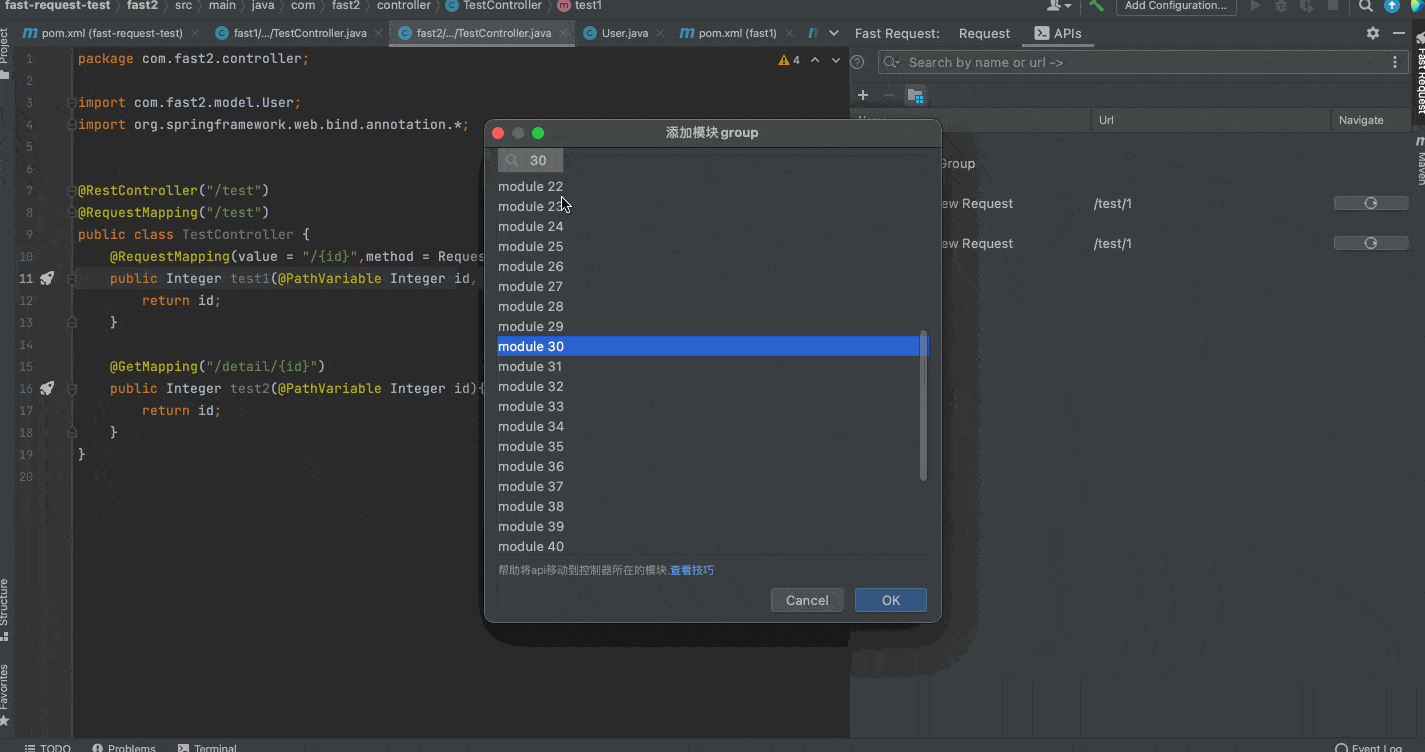 fast-request-test fast2 src main java com fast2 controller TestController test1 Add Configuration...
pom.xml (fast-request-test) fast1/.../TestController.java fast2/.../TestController.java User.java pom.xml (fast1) Fast Request: Request APIs
Project
1 package com.fast2.controller; 4
2
3 import com.fast2.model.User;
4 import org.springframework.web.bind.annotation.*;
5
6
7 @RestController("/test")
8 @RequestMapping("/test")
9 public class TestController {
10 @RequestMapping(value = "/{id}",method = Reques
11 public Integer test1(@PathVariable Integer id,
12 return id;
13 }
14
15 @GetMapping("/detail/{id}")
16 public Integer test2(@PathVariable Integer id){
17 return id;
18 }
19 }
20
Structure
Favorites
添加模块group
30
module 22
module 23
module 24
module 25
module 26
module 27
module 28
module 29
module 30
module 31
module 32
module 33
module 34
module 35
module 36
module 37
module 38
module 39
module 40
帮助将api移动到控制器所在的模块.查看技巧
Cancel OK
Search by name or url ->
Url Navigate
Group
ew Request /test/1
ew Request /test/1
Fast Request
Maven
TODO Problems Terminal Event Log